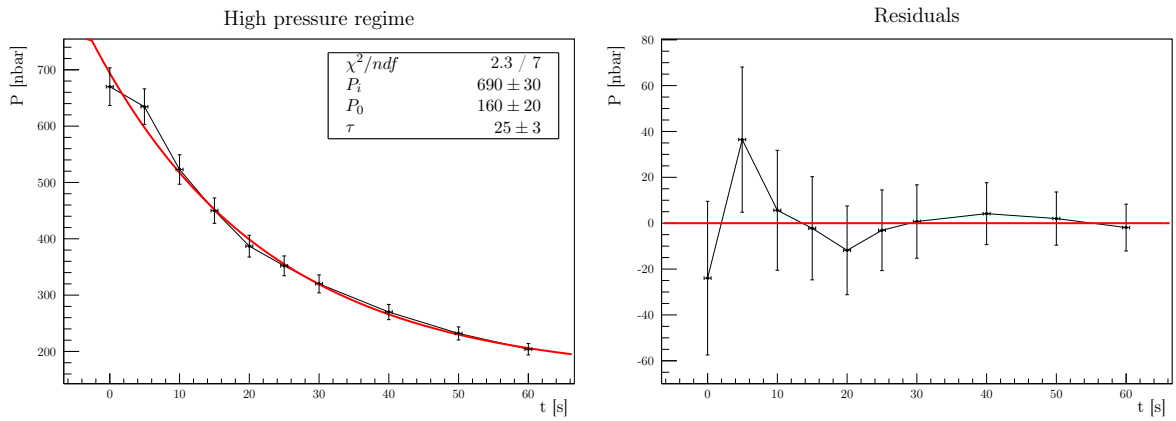 High pressure regime
P [nbar]
700
600
500
400
300
200
χ²/ndf 2.3 / 7
P_i 690 ± 30
P_0 160 ± 20
τ 25 ± 3
0 10 20 30 40 50 60
t [s]
Residuals
P [nbar]
80
60
40
20
0
-20
-40
-60
0 10 20 30 40 50 60
t [s]